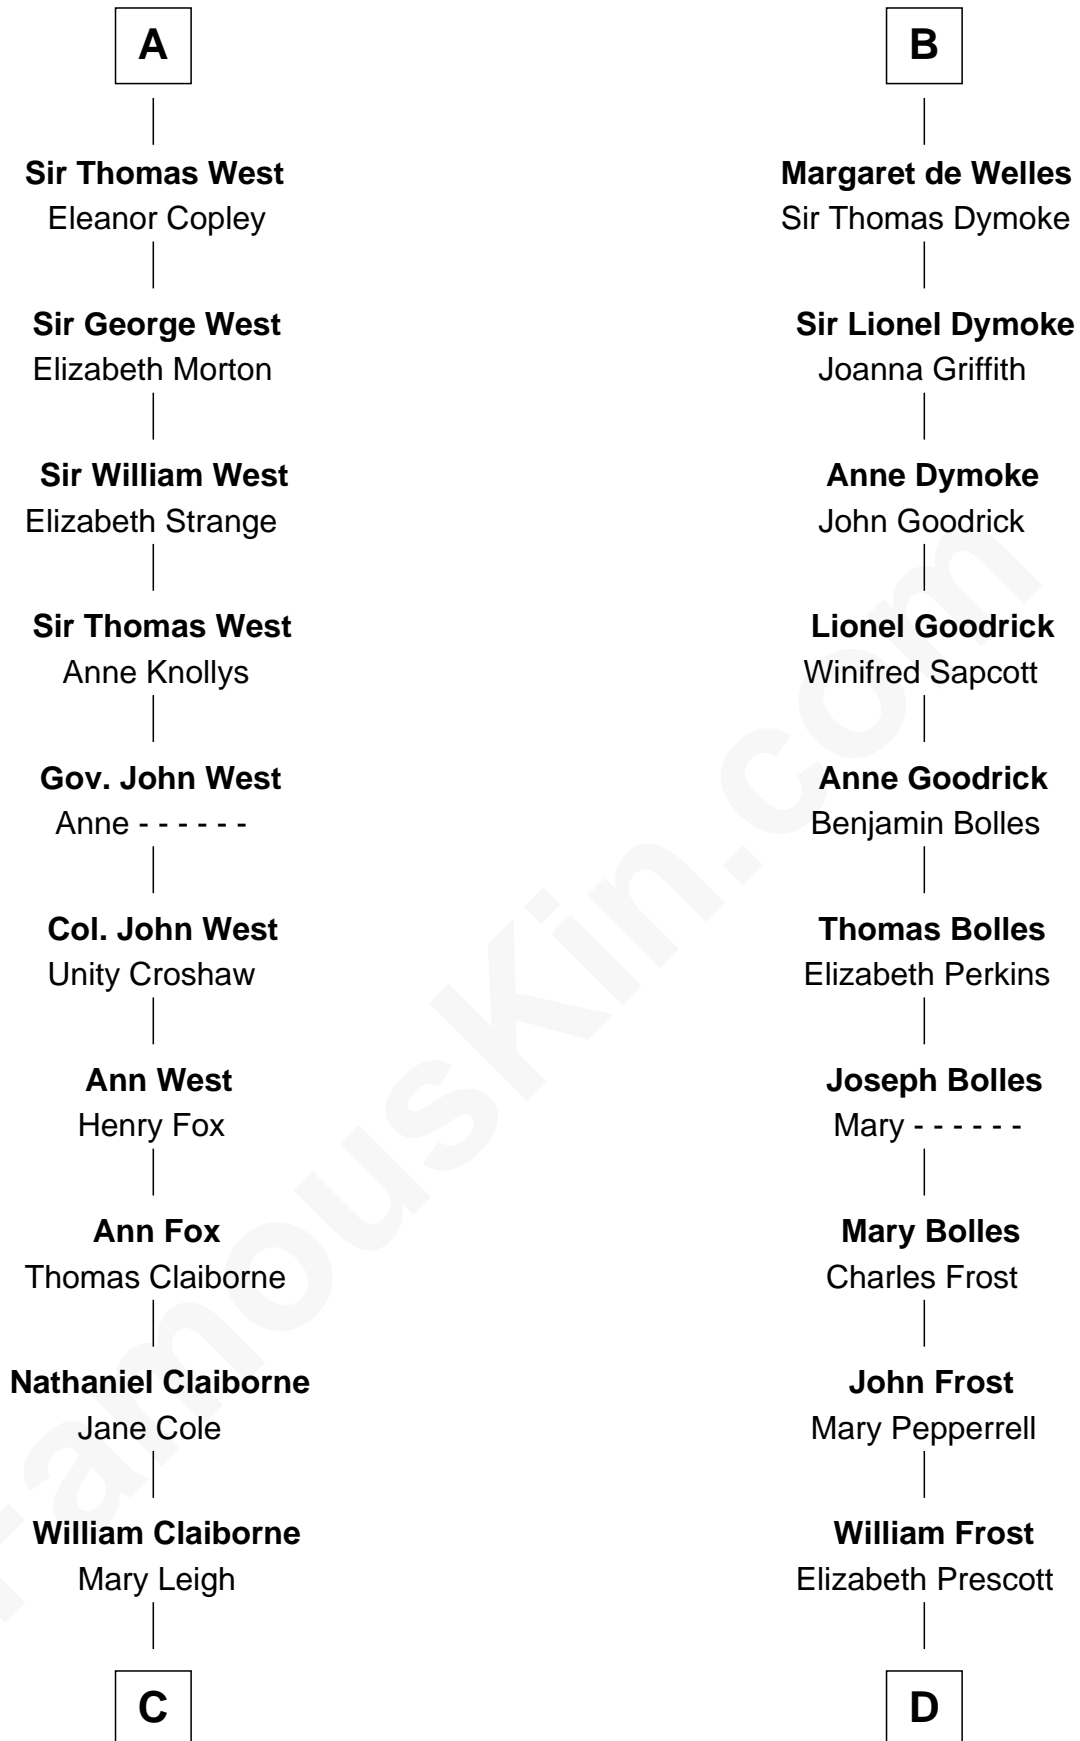 A
Sir Thomas West
Eleanor Copley
Sir George West
Elizabeth Morton
Sir William West
Elizabeth Strange
Sir Thomas West
Anne Knollys
Gov. John West
Anne - - - - - -
Col. John West
Unity Croshaw
Ann West
Henry Fox
Ann Fox
Thomas Claiborne
Nathaniel Claiborne
Jane Cole
William Claiborne
Mary Leigh
C
B
Margaret de Welles
Sir Thomas Dymoke
Sir Lionel Dymoke
Joanna Griffith
Anne Dymoke
John Goodrick
Lionel Goodrick
Winifred Sapcott
Anne Goodrick
Benjamin Bolles
Thomas Bolles
Elizabeth Perkins
Joseph Bolles
Mary - - - - - -
Mary Bolles
Charles Frost
John Frost
Mary Pepperrell
William Frost
Elizabeth Prescott
D
FamousKin.com